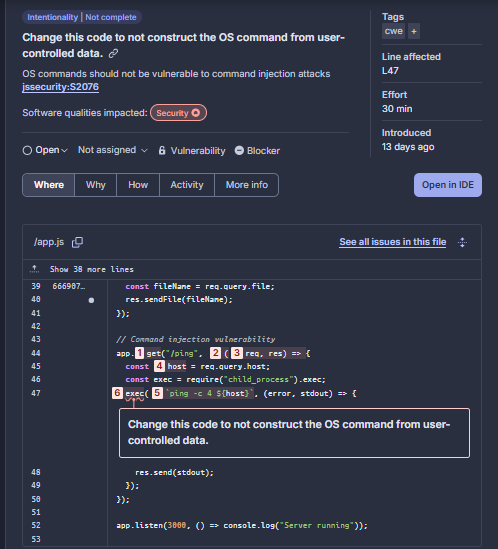 Intentionality | Not complete
Change this code to not construct the OS command from user-
controlled data.
OS commands should not be vulnerable to command injection attacks
jssecurity:S2076
Software qualities impacted: Security
Open Not assigned Vulnerability Blocker
Tags
cwe +
Line affected
L47
Effort
30 min
Introduced
13 days ago
Where Why How Activity More info
Open in IDE
/app.js See all issues in this file
Show 38 more lines
39 666907… const fileName = req.query.file;
40 res.sendFile(fileName);
41 });
42
43 // Command injection vulnerability
44 app. 1 get("/ping", 2 ( 3 req, res) => {
45 const 4 host = req.query.host;
46 const exec = require("child_process").exec;
47 6 exec( 5 `ping -c 4 ${host}`, (error, stdout) => {
Change this code to not construct the OS command from user-
controlled data.
48 res.send(stdout);
49 });
50 });
51
52 app.listen(3000, () => console.log("Server running"));
53